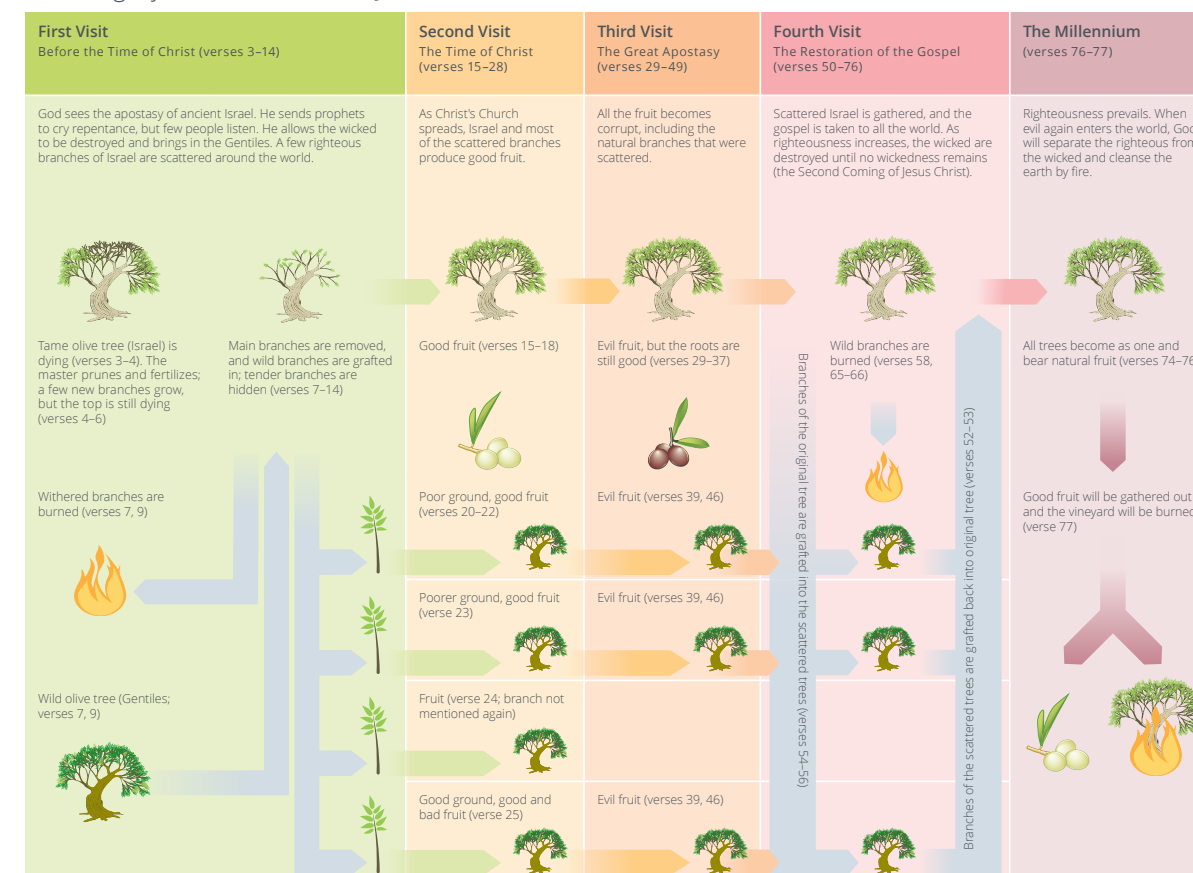 First Visit
Before the Time of Christ (verses 3–14)
God sees the apostasy of ancient Israel. He sends prophets
to cry repentance, but few people listen. He allows the wicked
to be destroyed and brings in the Gentiles. A few righteous
branches of Israel are scattered around the world.
Tame olive tree (Israel) is
dying (verses 3–4). The
master prunes and fertilizes;
a few new branches grow,
but the top is still dying
(verses 4–6)
Main branches are removed,
and wild branches are grafted
in; tender branches are
hidden (verses 7–14)
Withered branches are
burned (verses 7, 9)
Wild olive tree (Gentiles;
verses 7, 9)
Second Visit
The Time of Christ
(verses 15–28)
As Christ's Church
spreads, Israel and most
of the scattered branches
produce good fruit.
Good fruit (verses 15–18)
Poor ground, good fruit
(verses 20–22)
Poorer ground, good fruit
(verse 23)
Fruit (verse 24; branch not
mentioned again)
Good ground, good and
bad fruit (verse 25)
Third Visit
The Great Apostasy
(verses 29–49)
All the fruit becomes
corrupt, including the
natural branches that were
scattered.
Evil fruit, but the roots are
still good (verses 29–37)
Evil fruit (verses 39, 46)
Evil fruit (verses 39, 46)
Evil fruit (verses 39, 46)
Fourth Visit
The Restoration of the Gospel
(verses 50–76)
Scattered Israel is gathered, and the
gospel is taken to all the world. As
righteousness increases, the wicked are
destroyed until no wickedness remains
(the Second Coming of Jesus Christ).
Branches of the original tree are grafted into the scattered trees (verses 54–56)
Wild branches are
burned (verses 58,
65–66)
Branches of the scattered trees are grafted back into original tree (verses 52–53)
The Millennium
(verses 76–77)
Righteousness prevails. When
evil again enters the world, God
will separate the righteous from
the wicked and cleanse the
earth by fire.
All trees become as one and
bear natural fruit (verses 74–76
Good fruit will be gathered out
and the vineyard will be burned
(verse 77)